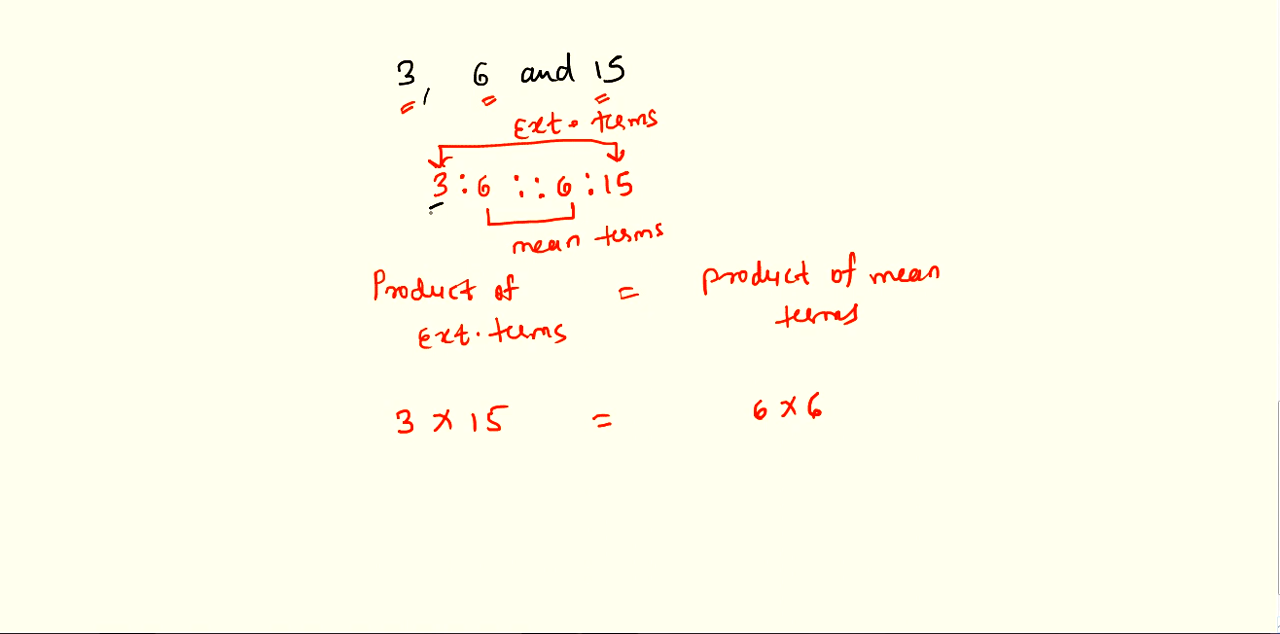 3, 6 and 15
Ext. terms
3 : 6 :: 6 : 15
mean terms
Product of = product of mean
Ext. terms terms
3 × 15 = 6 × 6